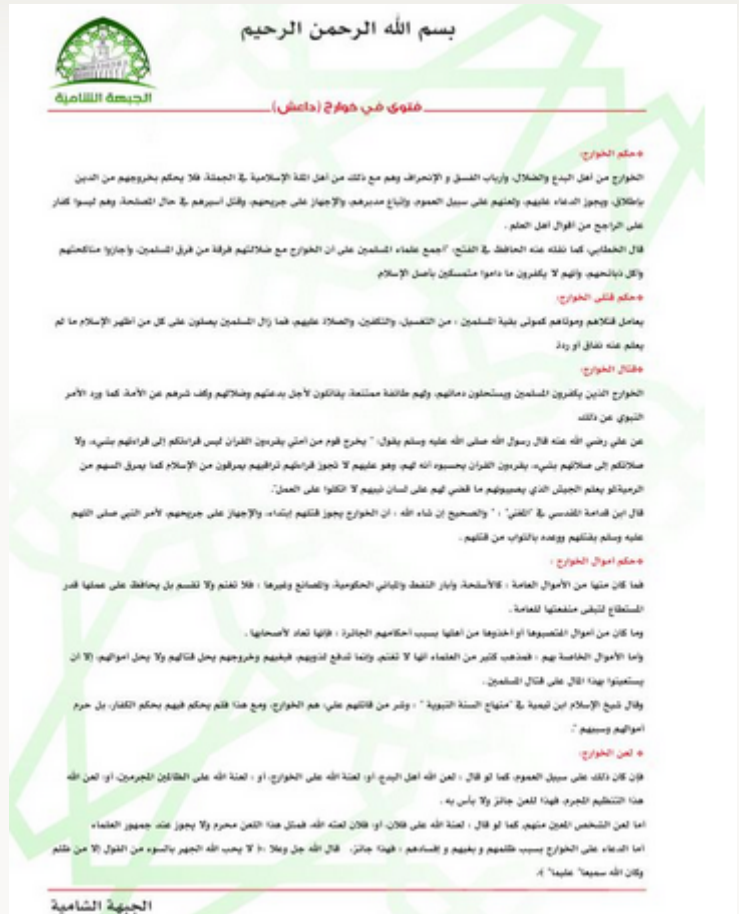 بسم الله الرحمن الرحيم
الجبهة الشامية
فتوى في خوارج (داعش)
*حكم الخوارج:
الخوارج من أهل البدع والضلال، وأرباب الفسق و الإنحراف وهم مع ذلك من أهل الملة الإسلامية في الجملة، فلا يحكم بخروجهم من الدين
بإطلاق، ويجوز الدعاء عليهم، ولعنهم على سبيل العموم، وإتباع مدبرهم، والإجهاز على جريحهم، وقتل أسيرهم في حال المصلحة، وهم ليسوا كفار
على الراجح من أقوال أهل العلم .
قال الخطابي، كما نقله عنه الحافظ في الفتح: "أجمع علماء المسلمين على أن الخوارج مع ضلالتهم فرقة من فرق المسلمين، وأجازوا مناكحتهم
وأكل ذبائحهم، وأنهم لا يكفرون ما داموا متمسكين بأصل الإسلام
*حكم قتلى الخوارج:
يعامل قتلاهم وموتاهم كموتى بقية المسلمين : من التغسيل، والتكفين، والصلاة عليهم، فما زال المسلمين يصلون على كل من أظهر الإسلام ما لم
يعلم عنه نفاق أو ردة.
*قتال الخوارج:
الخوارج الذين يكفرون المسلمين ويستحلون دمائهم، ولهم طائفة ممتنعة، يقاتلون لأجل بدعتهم وضلالهم وكف شرهم عن الأمة، كما ورد الأمر
النبوي عن ذلك
عن علي رضي الله عنه قال رسول الله صلى الله عليه وسلم يقول: " يخرج قوم من أمتي يقرءون القران ليس قراءتكم إلى قراءتهم بشيء، ولا
صلاتكم إلى صلاتهم بشيء، يقرءون القران يحسبون أنه لهم، وهو عليهم لا تجوز قراءتهم تراقيهم يمرقون من الإسلام كما يمرق السهم من
الرمية لو يعلم الجيش الذي يصيبونهم ما قضي لهم على لسان نبيهم لا اتكلوا على العمل".
قال ابن قدامة المقدسي في "المغني" : " والصحيح إن شاء الله : أن الخوارج يجوز قتلهم إبتداء، والإجهاز على جريحهم، لأمر النبي صلى اللهم
عليه وسلم بقتلهم ووعده بالثواب من قتلهم .
*حكم أموال الخوارج :
فما كان منها من الأموال العامة : كالأسلحة، وآبار النفط، والمباني الحكومية، والمصانع وغيرها : فلا تغنم ولا تقسم بل يحافظ على عملها قدر
المستطاع لتبقى منفعتها للعامة .
وما كان من أموال اغتصبوها أو أخذوها من أهلها بسبب أحكامهم الجائرة : فإنها تعاد لأصحابها .
وأما الأموال الخاصة بهم : فمذهب كثير من العلماء أنها لا تغنم، وإنما تدفع لذويهم، فبغيهم وخروجهم يحل قتالهم ولا يحل أموالهم، إلا أن
يستعينوا بهذا المال على قتال المسلمين .
وقال شيخ الإسلام ابن تيمية في "منهاج السنة النبوية " : وشر من قاتلهم علي، هم الخوارج، ومع هذا فلم يحكم فيهم بحكم الكفار، بل حرم
أموالهم وسبيهم ".
* لعن الخوارج:
فإن كان ذلك على سبيل العموم، كما لو قال : لعن الله أهل البدع، أو: لعنة الله على الخوارج، أو : لعنة الله على الظالمين المجرمين، أو: لعن الله
هذا التنظيم المجرم، فهذا اللعن جائز ولا بأس به .
أما لعن الشخص المعين منهم، كما لو قال : لعنة الله على فلان، او: فلان لعنه الله، فمثل هذا اللعن محرم ولا يجوز عند جمهور العلماء
أما الدعاء على الخوارج بسبب ظلمهم و بغيهم و إفسادهم : فهذا جائز، قال الله جل وعلا :{ لا يحب الله الجهر بالسوء من القول إلا من ظلم
وكان الله سميعا" عليما" }.
الجبهة الشامية